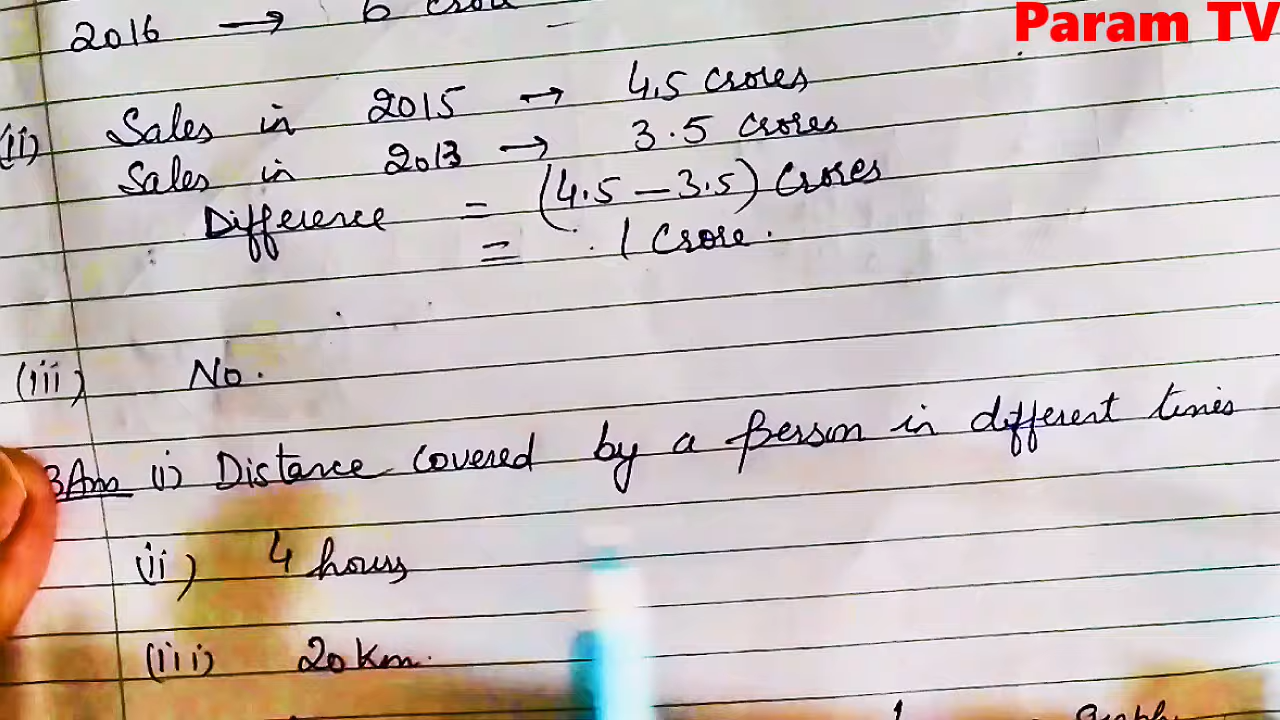 Param TV
2016 → 6 Crore
(ii) Sales in 2015 → 4.5 Crores
Sales in 2013 → 3.5 Crores
Difference = (4.5 - 3.5) Crores
= 1 Crore.
(iii) No.
3Ans (i) Distance covered by a person in different times
(ii) 4 hours
(iii) 20 Km.